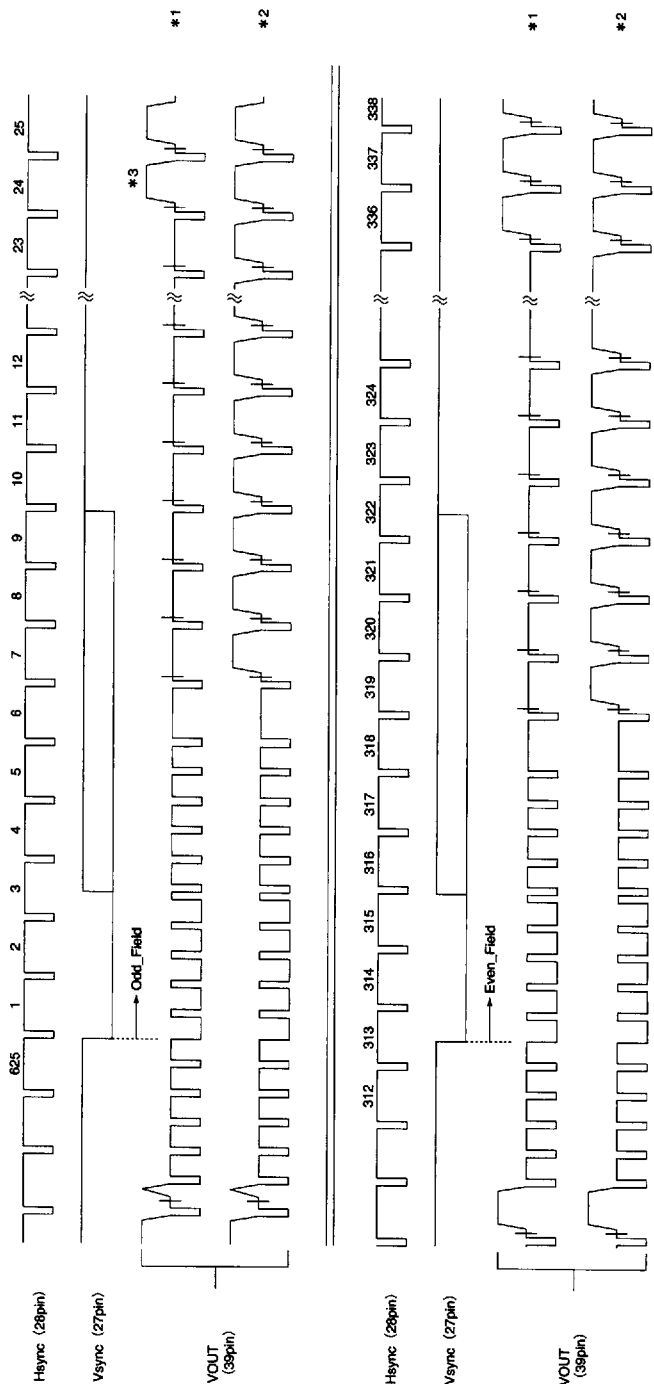 Hsync (28pin)
625 1 2 3 4 5 6 7 8 9 10 11 12 23 24 25
Vsync (27pin)
Odd_Field
*3
*1
VOUT
(39pin)
*2
Hsync (28pin)
312 313 314 315 316 317 318 319 320 321 322 323 324 336 337 338
Vsync (27pin)
Even_Field
*1
VOUT
(39pin)
*2